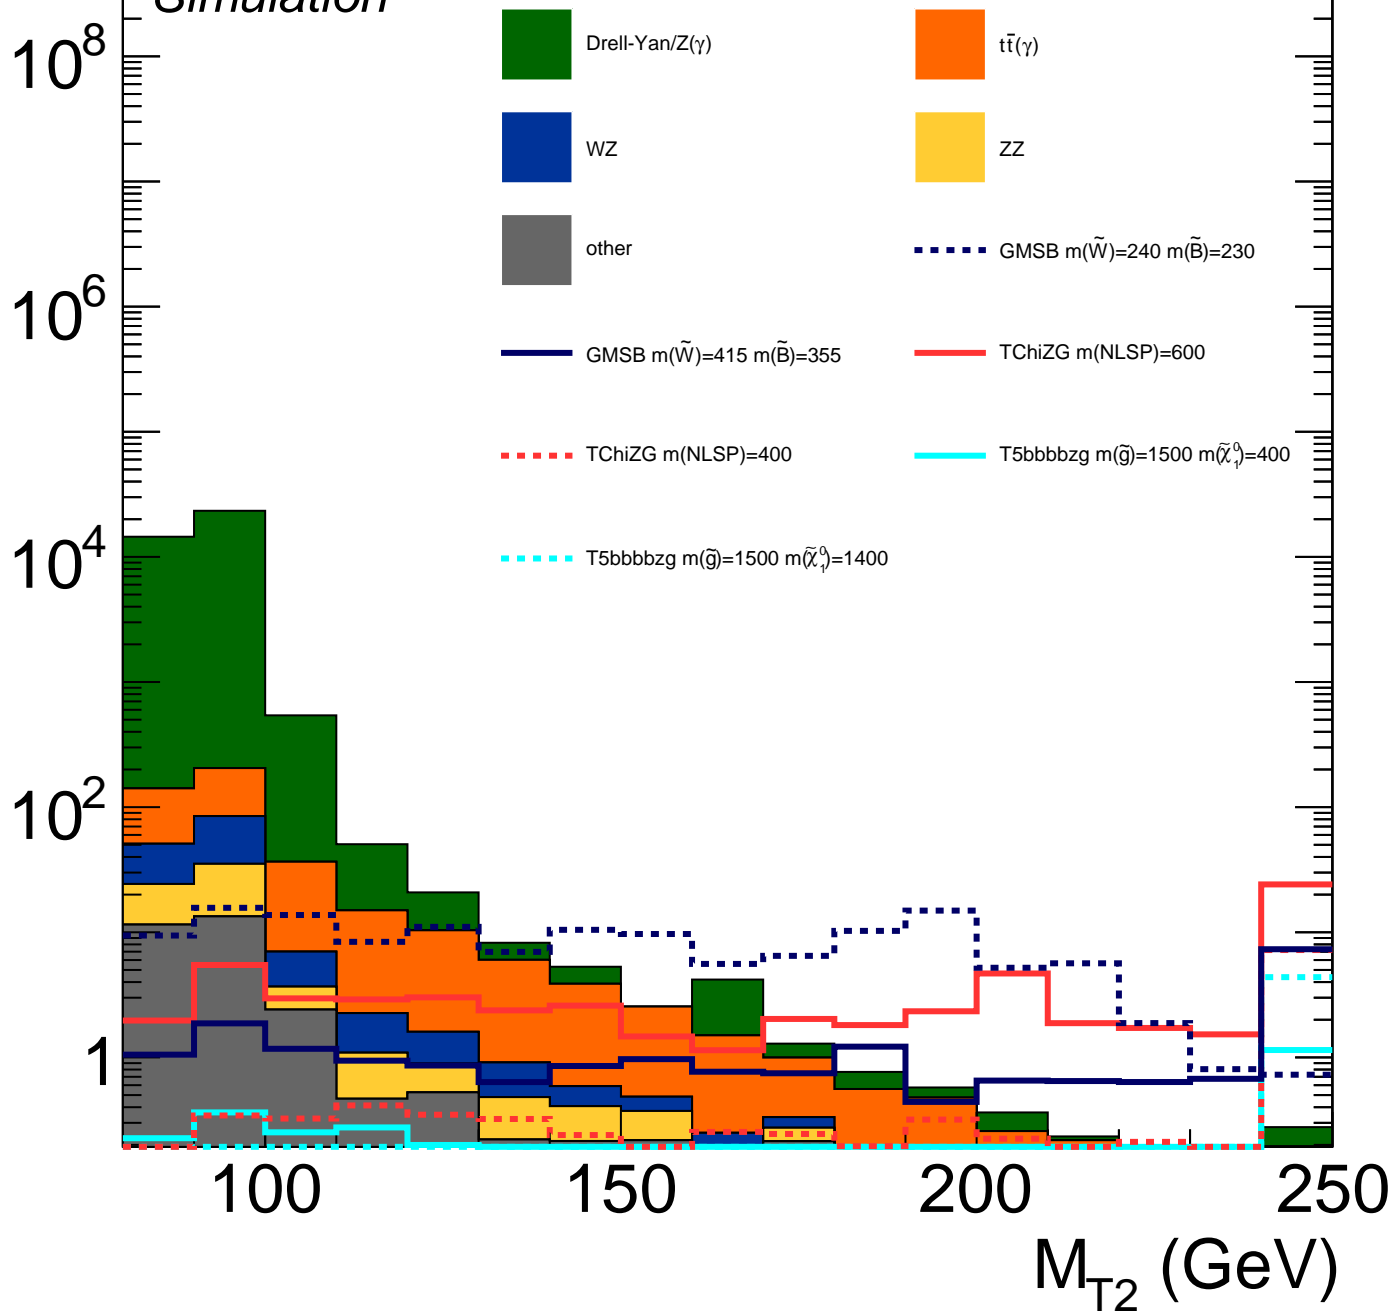 Simulation
10^8
10^6
10^4
10^2
1
Drell-Yan/Z(γ)
tt̄(γ)
WZ
ZZ
other
GMSB m(W̃)=240 m(B̃)=230
GMSB m(W̃)=415 m(B̃)=355
TChiZG m(NLSP)=600
TChiZG m(NLSP)=400
T5bbbbzg m(g̃)=1500 m(χ̃⁰₁)=400
T5bbbbzg m(g̃)=1500 m(χ̃⁰₁)=1400
100 150 200 250
M_T2 (GeV)